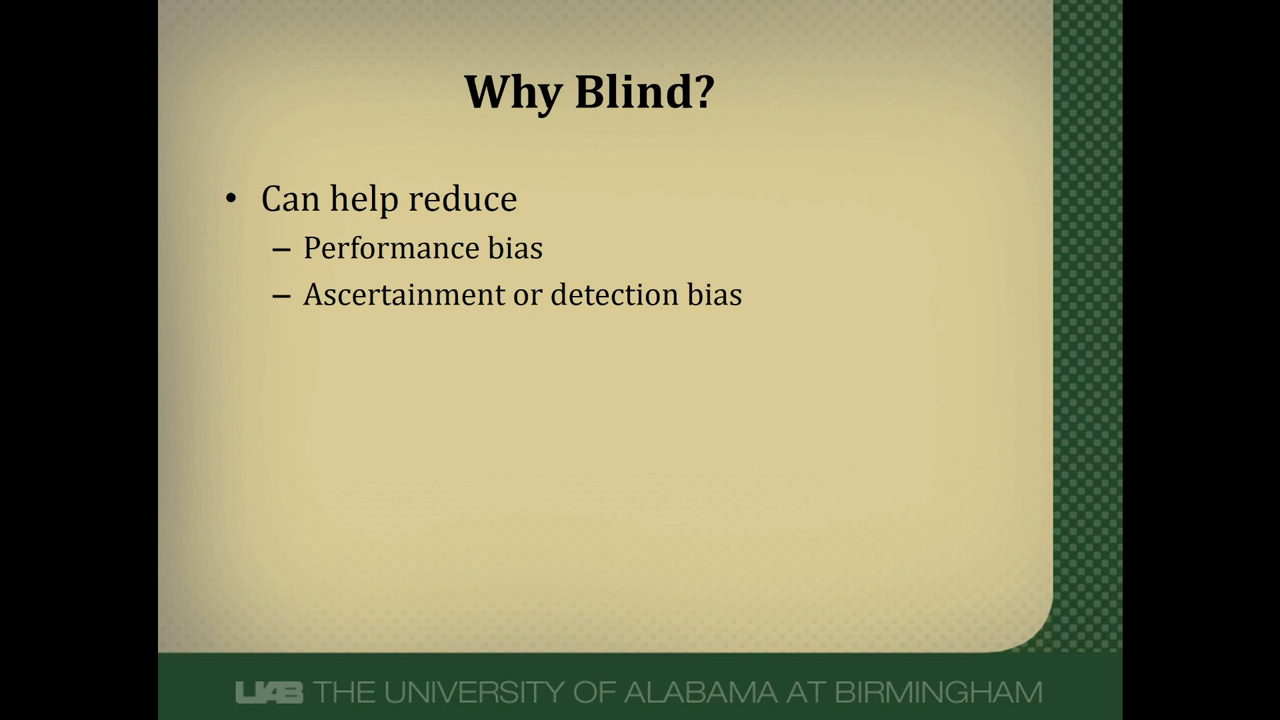 Why Blind?
• Can help reduce
– Performance bias
– Ascertainment or detection bias
UAB THE UNIVERSITY OF ALABAMA AT BIRMINGHAM